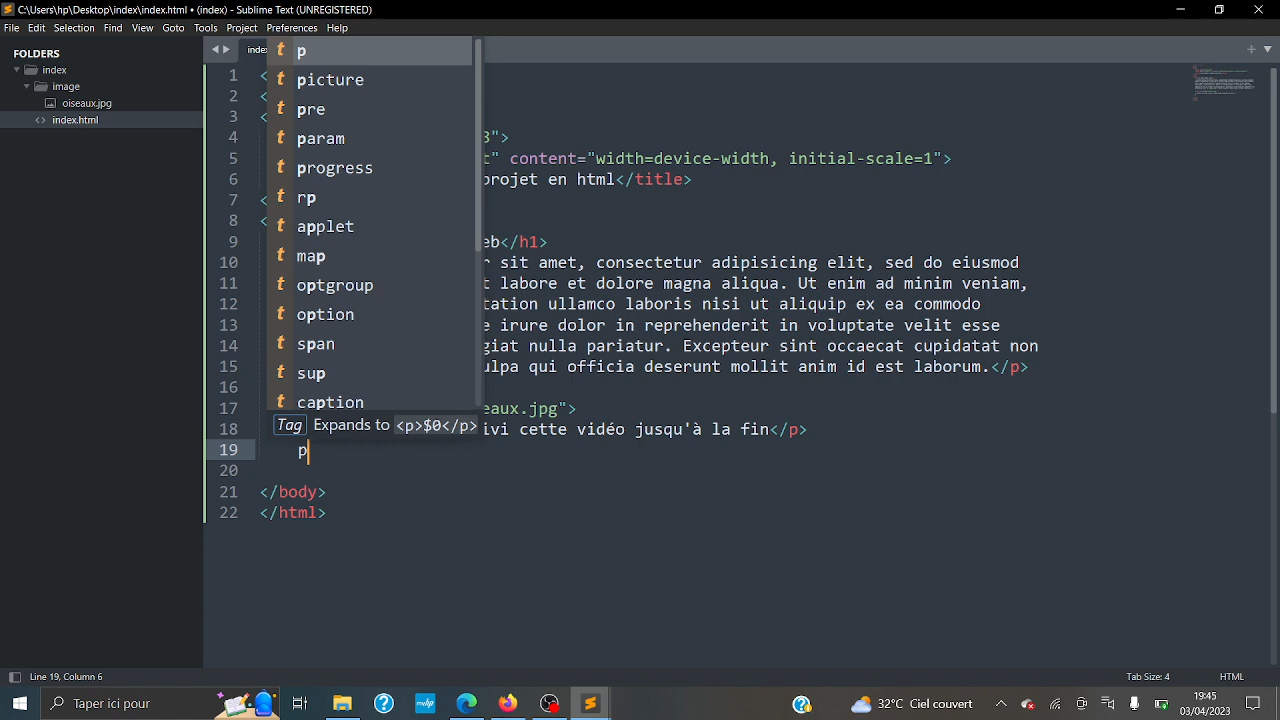 C:\Users\hp\Desktop\index\index.html • (index) - Sublime Text (UNREGISTERED)
File Edit Selection Find View Goto Tools Project Preferences Help
FOLDERS
index
image
oiseaux.jpg
index.html
inde
t p
t picture
t pre
t param
t progress
t rp
t applet
t map
t optgroup
t option
t span
t sup
t caption
Tag Expands to <p>$0</p>
1 <
2 <
3 <
4 3">
5 t" content="width=device-width, initial-scale=1">
6 projet en html</title>
7 <
8 <
9 eb</h1>
10 r sit amet, consectetur adipisicing elit, sed do eiusmod
11 t labore et dolore magna aliqua. Ut enim ad minim veniam,
12 tation ullamco laboris nisi ut aliquip ex ea commodo
13 e irure dolor in reprehenderit in voluptate velit esse
14 giat nulla pariatur. Excepteur sint occaecat cupidatat non
15 ulpa qui officia deserunt mollit anim id est laborum.</p>
16
17 eaux.jpg">
18 ivi cette vidéo jusqu'à la fin</p>
19 p
20
21 </body>
22 </html>
Line 19, Column 6
Tab Size: 4
HTML
Taper ici pour
myhp
32°C Ciel couvert
19:45
03/04/2023